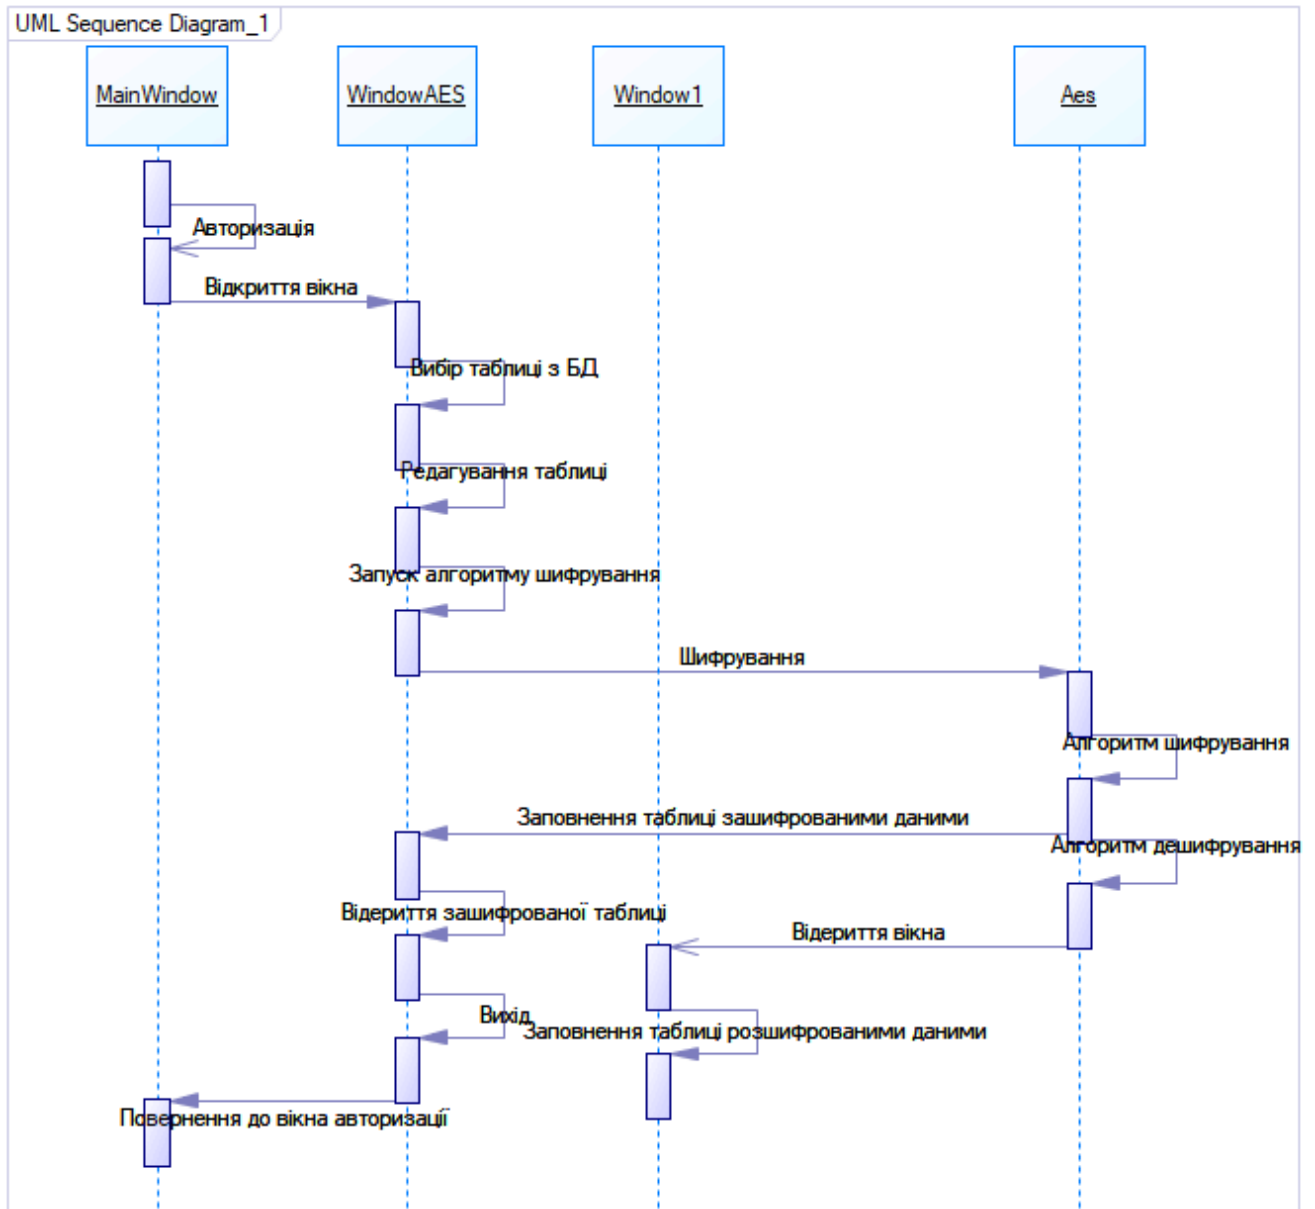 UML Sequence Diagram_1
MainWindow
WindowAES
Window1
Aes
Авторизація
Відкриття вікна
Вибір таблиці з БД
Редагування таблиці
Запуск алгоритму шифрування
Шифрування
Алгоритм шифрування
Заповнення таблиці зашифрованими даними
Алгоритм дешифрування
Відериття зашифрованої таблиці
Відериття вікна
Вихід
Заповнення таблиці розшифрованими даними
Повернення до вікна авторизації